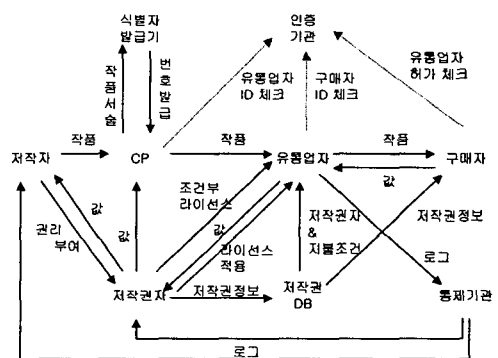 식별자
발급기
인증
기관
작품
서술
번호
발급
유통업자
ID 체크
구매자
ID 체크
유통업자
허가 체크
저작자
작품
CP
작품
유통업자
작품
값
구매자
권리
부여
값
값
조건부
라이선스
값
라이선스
적용
저작권자
&
지불조건
저작권정보
로그
저작권자
저작권정보
저작권
DB
통제기관
로그